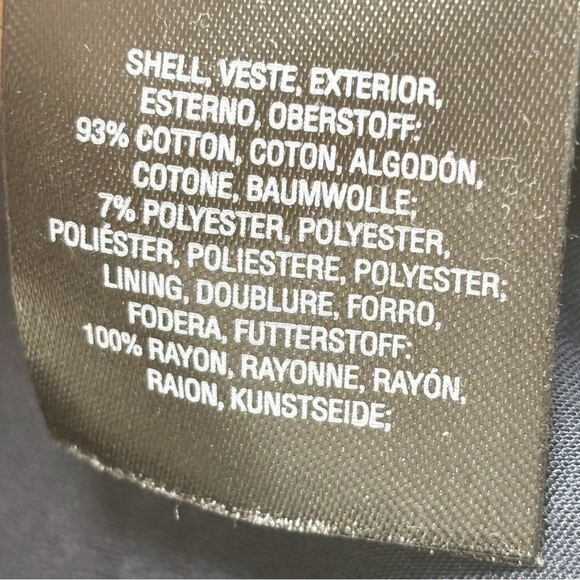 SHELL, VESTE, EXTERIOR,
ESTERNO, OBERSTOFF:
93% COTTON, COTON, ALGODÓN,
COTONE, BAUMWOLLE;
7% POLYESTER, POLYESTER,
POLIÉSTER, POLIESTERE, POLYESTER;
LINING, DOUBLURE, FORRO,
FODERA, FUTTERSTOFF:
100% RAYON, RAYONNE, RAYÓN,
RAION, KUNSTSEIDE;